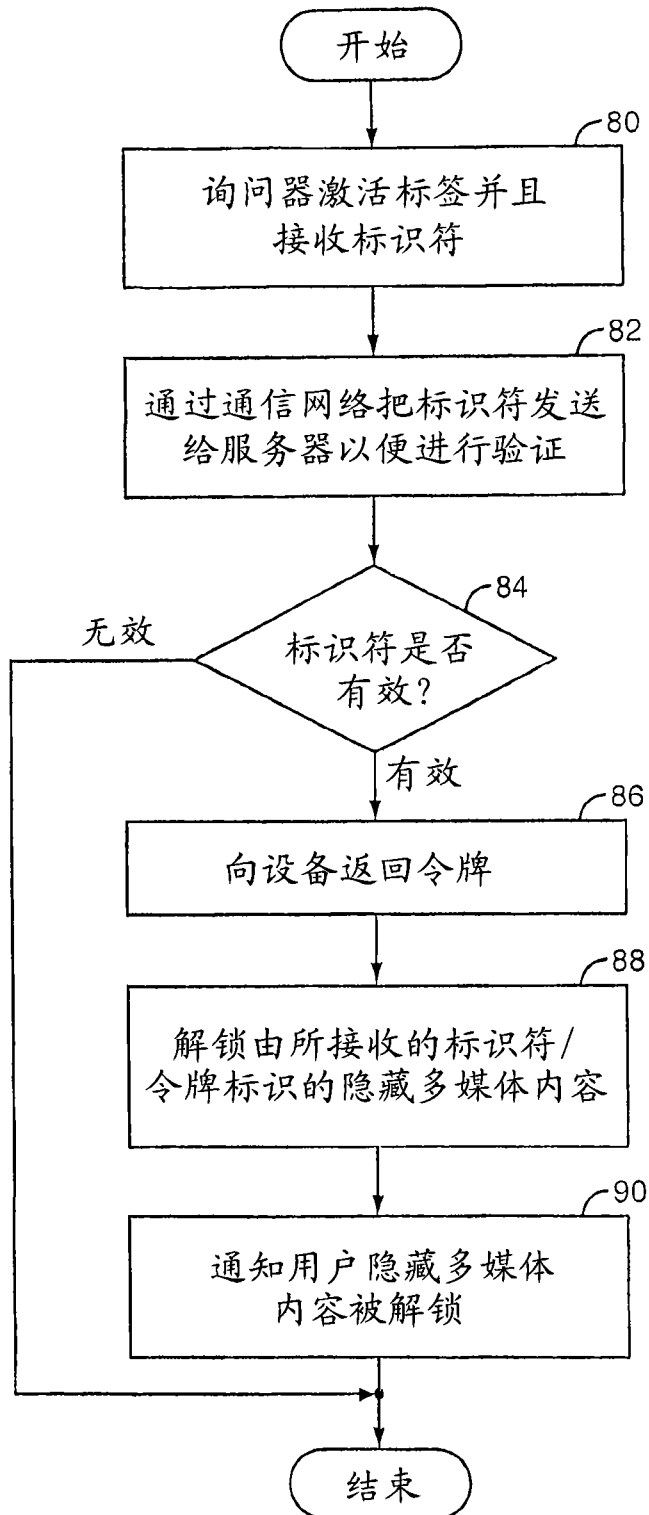 开始
80
询问器激活标签并且
接收标识符
82
通过通信网络把标识符发送
给服务器以便进行验证
84
无效
标识符是否
有效?
有效
86
向设备返回令牌
88
解锁由所接收的标识符/
令牌标识的隐藏多媒体内容
90
通知用户隐藏多媒体
内容被解锁
结束